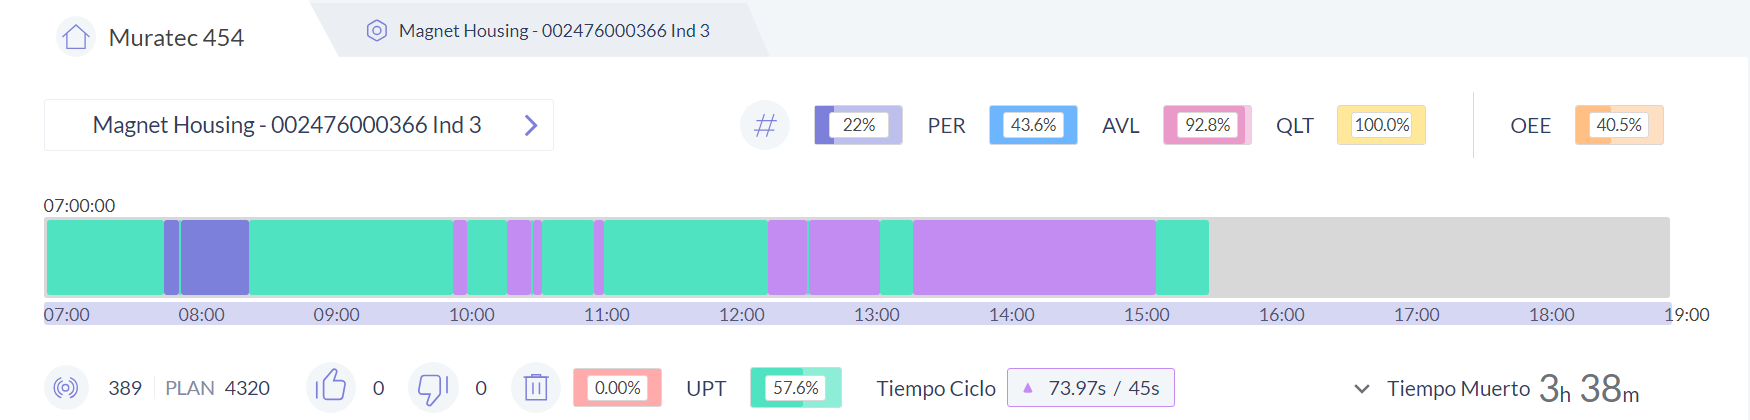 Muratec 454
Magnet Housing - 002476000366 Ind 3
Magnet Housing - 002476000366 Ind 3
# 22% PER 43.6% AVL 92.8% QLT 100.0% OEE 40.5%
07:00:00
07:00 08:00 09:00 10:00 11:00 12:00 13:00 14:00 15:00 16:00 17:00 18:00 19:00
389 PLAN 4320 0 0 0.00% UPT 57.6% Tiempo Ciclo 73.97s / 45s Tiempo Muerto 3h 38m